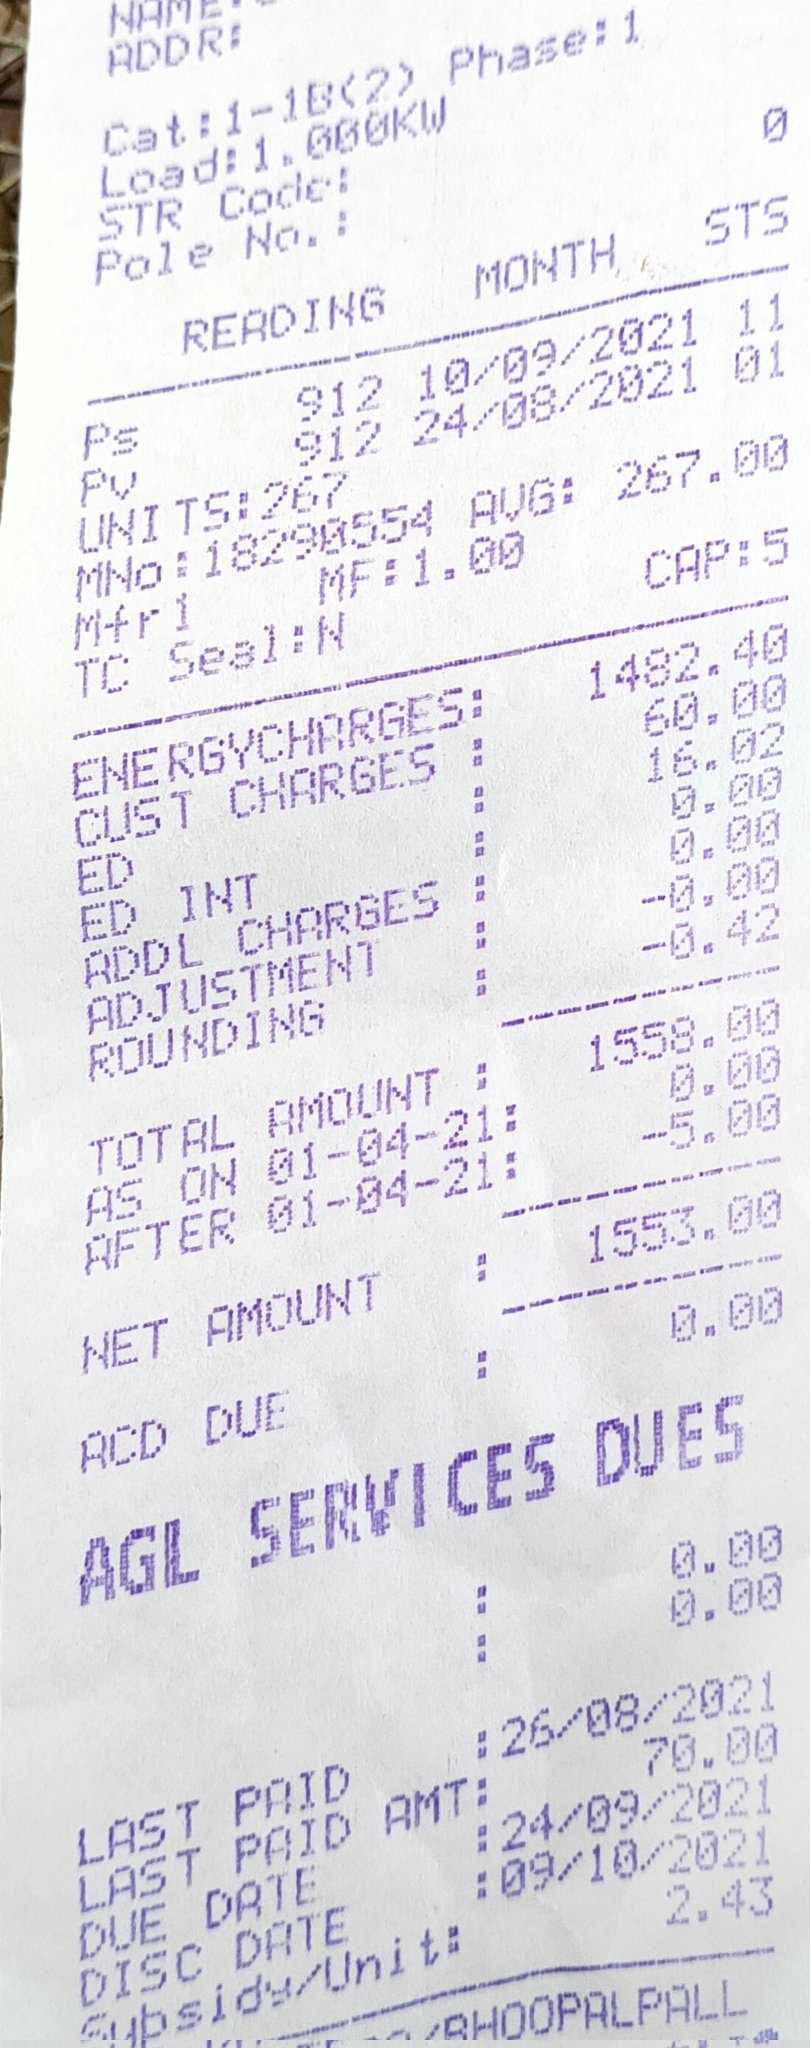 NAME:
ADDR:
Cat:1-1B(2) Phase:1
Load:1.000KW
STR Code: 0
Pole No.:
READING MONTH STS
Ps 912 10/09/2021 11
Pv 912 24/08/2021 01
UNITS:267
MNo:18290554 AVG: 267.00
Mtr1 MF:1.00
TC Seal:N CAP:5
ENERGYCHARGES: 1482.40
CUST CHARGES : 60.00
ED : 16.02
ED INT : 0.00
ADDL CHARGES : 0.00
ADJUSTMENT : -0.00
ROUNDING : -0.42
TOTAL AMOUNT : 1558.00
AS ON 01-04-21: 0.00
AFTER 01-04-21: -5.00
NET AMOUNT : 1553.00
ACD DUE : 0.00
AGL SERVICES DUES
: 0.00
: 0.00
LAST PAID :26/08/2021
LAST PAID AMT: 70.00
DUE DATE :24/09/2021
DISC DATE :09/10/2021
Subsidy/Unit: 2.43
/BHOOPALPALL